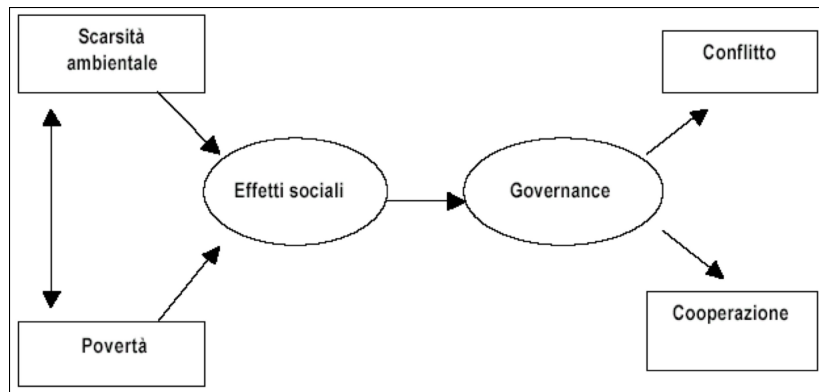 Scarsità
ambientale
Conflitto
Effetti sociali
Governance
Povertà
Cooperazione